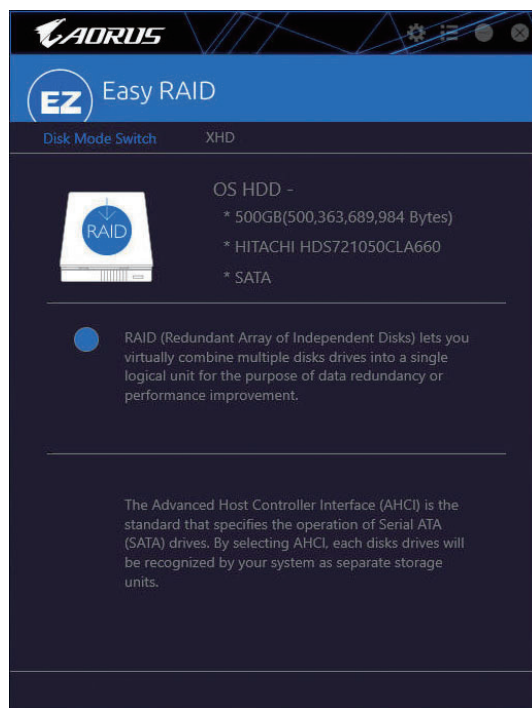 AORUS
EZ Easy RAID
Disk Mode Switch XHD
OS HDD -
* 500GB(500,363,689,984 Bytes)
RAID
* HITACHI HDS721050CLA660
* SATA
RAID (Redundant Array of Independent Disks) lets you
virtually combine multiple disks drives into a single
logical unit for the purpose of data redundancy or
performance improvement.
The Advanced Host Controller Interface (AHCI) is the
standard that specifies the operation of Serial ATA
(SATA) drives. By selecting AHCI, each disks drives will
be recognized by your system as separate storage
units.